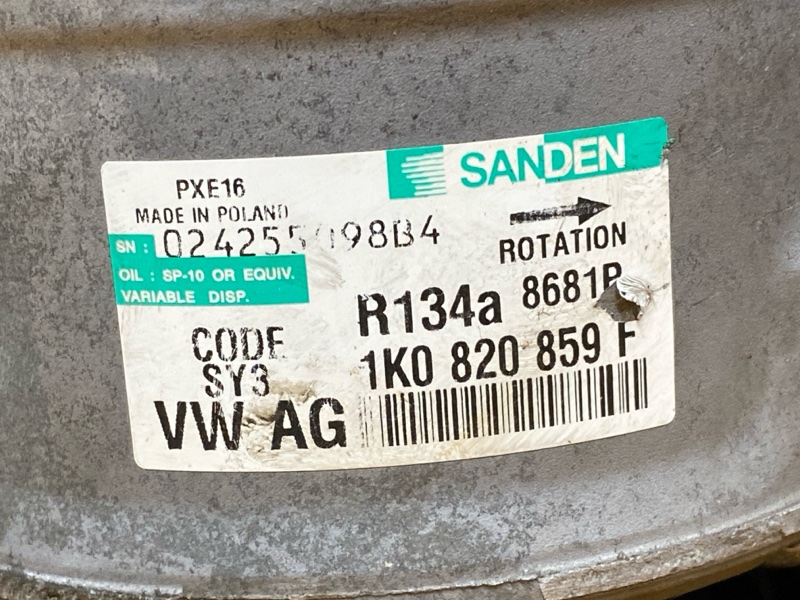 SANDEN
PXE16
MADE IN POLAND
SN :
ROTATION
OIL : SP-10 OR EQUIV.
VARIABLE DISP.
R134a
CODE
SY3
1K0 820 859 F
VW AG